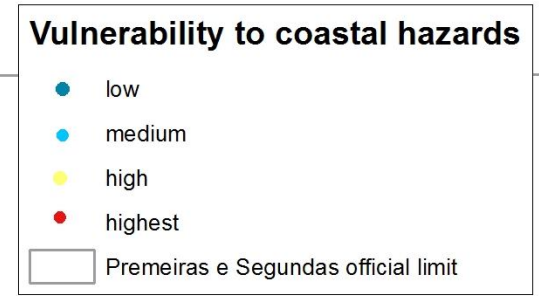 Vulnerability to coastal hazards
low
medium
high
highest
Premeiras e Segundas official limit